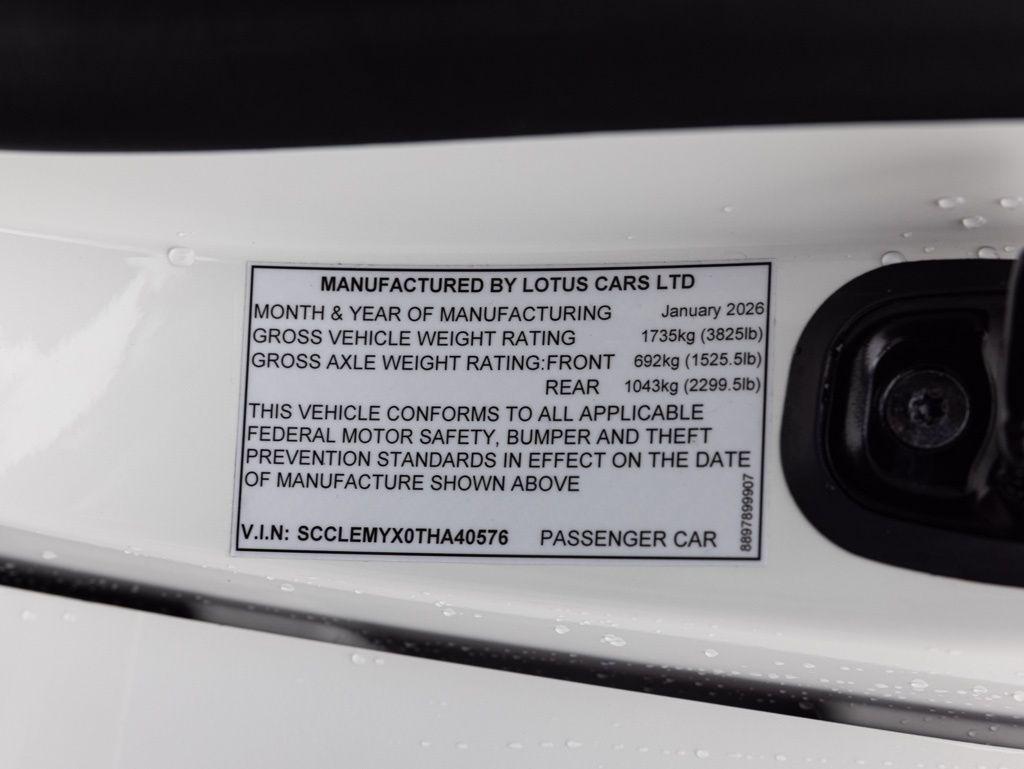 MANUFACTURED BY LOTUS CARS LTD
MONTH & YEAR OF MANUFACTURING January 2026
GROSS VEHICLE WEIGHT RATING 1735kg (3825lb)
GROSS AXLE WEIGHT RATING:FRONT 692kg (1525.5lb)
REAR 1043kg (2299.5lb)
THIS VEHICLE CONFORMS TO ALL APPLICABLE
FEDERAL MOTOR SAFETY, BUMPER AND THEFT
PREVENTION STANDARDS IN EFFECT ON THE DATE
OF MANUFACTURE SHOWN ABOVE
V.I.N: SCCLEMYX0THA40576 PASSENGER CAR
8897899907